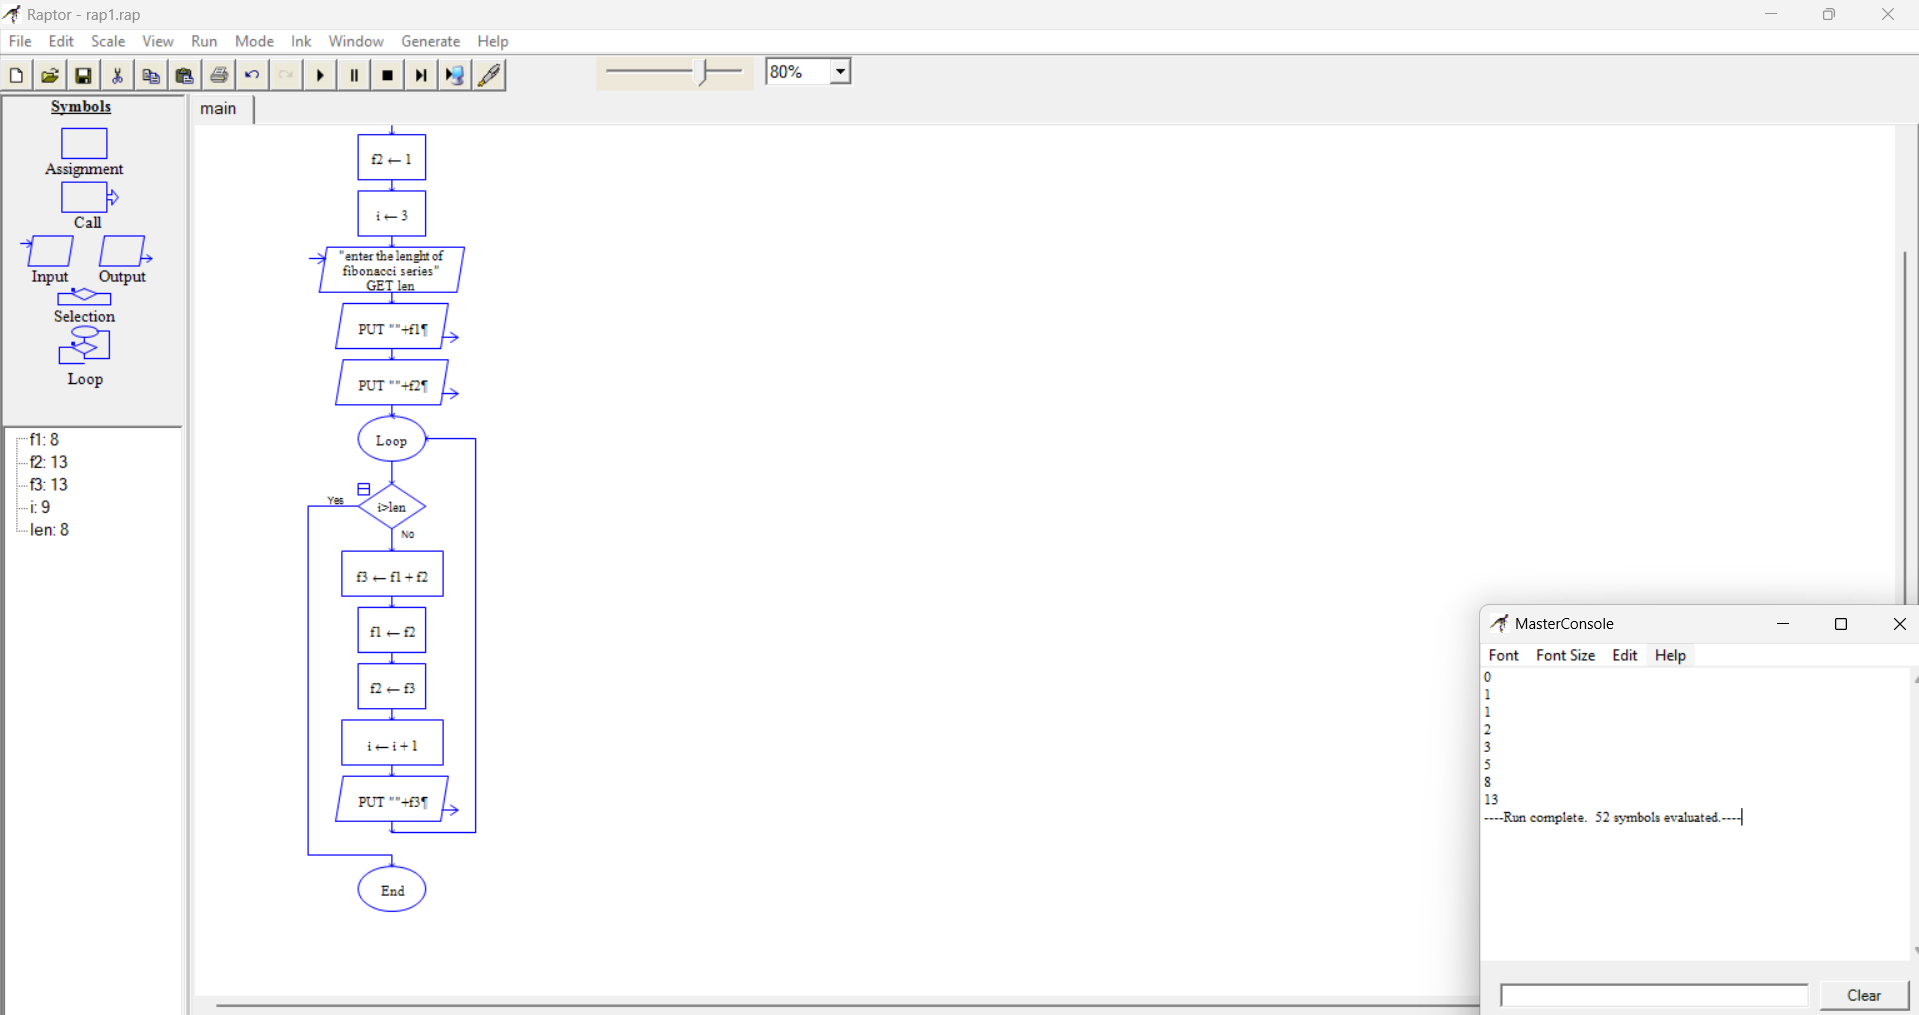 Raptor - rap1.rap
File Edit Scale View Run Mode Ink Window Generate Help
80%
Symbols
Assignment
Call
Input Output
Selection
Loop
f1: 8
f2: 13
f3: 13
i: 9
len: 8
main
f2 ← 1
i ← 3
"enter the lenght of
fibonacci series"
GET len
PUT ""+f1¶
PUT ""+f2¶
Loop
Yes
i>len
No
f3 ← f1 + f2
f1 ← f2
f2 ← f3
i ← i + 1
PUT ""+f3¶
End
MasterConsole
Font Font Size Edit Help
0
1
1
2
3
5
8
13
----Run complete. 52 symbols evaluated.----
Clear